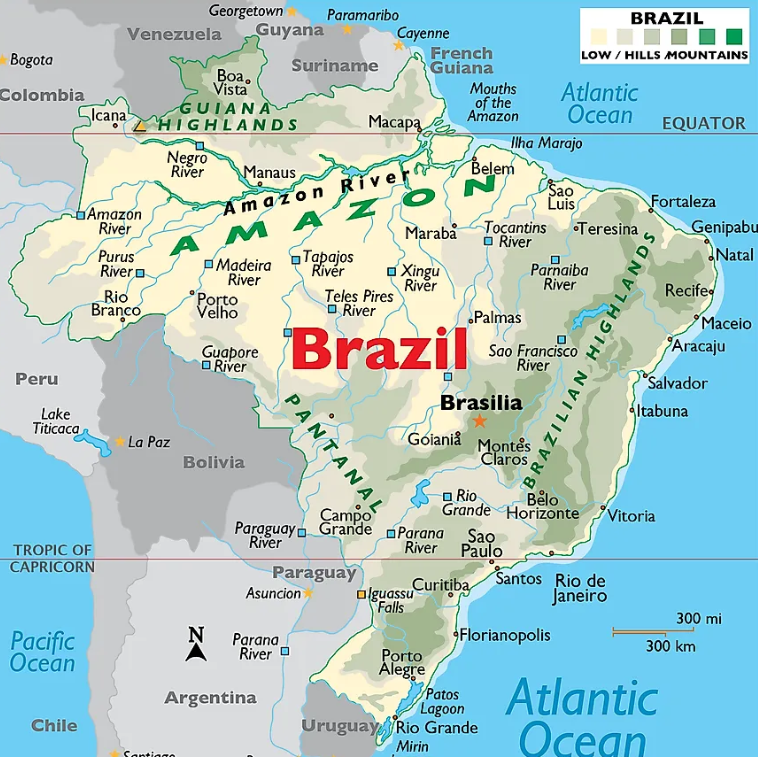 Georgetown
Paramaribo
BRAZIL
LOW / HILLS / MOUNTAINS
Venezuela
Guyana
Cayenne
Suriname
French
Guiana
Bogota
Colombia
Boa
Vista
Mouths
of the
Amazon
Atlantic
Ocean
GUIANA
HIGHLANDS
Icana
Macapa
EQUATOR
Ilha Marajo
Negro
River
Manaus
Belem
Amazon River
AMAZON
Sao
Luis
Fortaleza
Amazon
River
Maraba
Tocantins
River
Teresina
Genipabu
Natal
Purus
River
Madeira
River
Tapajos
River
Xingu
River
Parnaiba
River
Recife
Rio
Branco
Porto
Velho
Teles Pires
River
Palmas
Maceio
Brazil
Sao Francisco
River
Aracaju
Guapore
River
BRAZILIAN HIGHLANDS
Peru
Salvador
Brasilia
Itabuna
PANTANAL
Lake
Titicaca
La Paz
Goiania
Montes
Claros
Bolivia
Rio
Grande
Belo
Horizonte
Campo
Grande
Vitoria
Paraguay
River
Parana
River
Sao
Paulo
TROPIC OF
CAPRICORN
Paraguay
Santos
Rio de
Janeiro
Asuncion
Iguassu
Falls
Curitiba
300 mi
300 km
N
Pacific
Ocean
Parana
River
Florianopolis
Porto
Alegre
Argentina
Patos
Lagoon
Atlantic
Ocean
Chile
Uruguay
Rio Grande
Mirin
Santiago